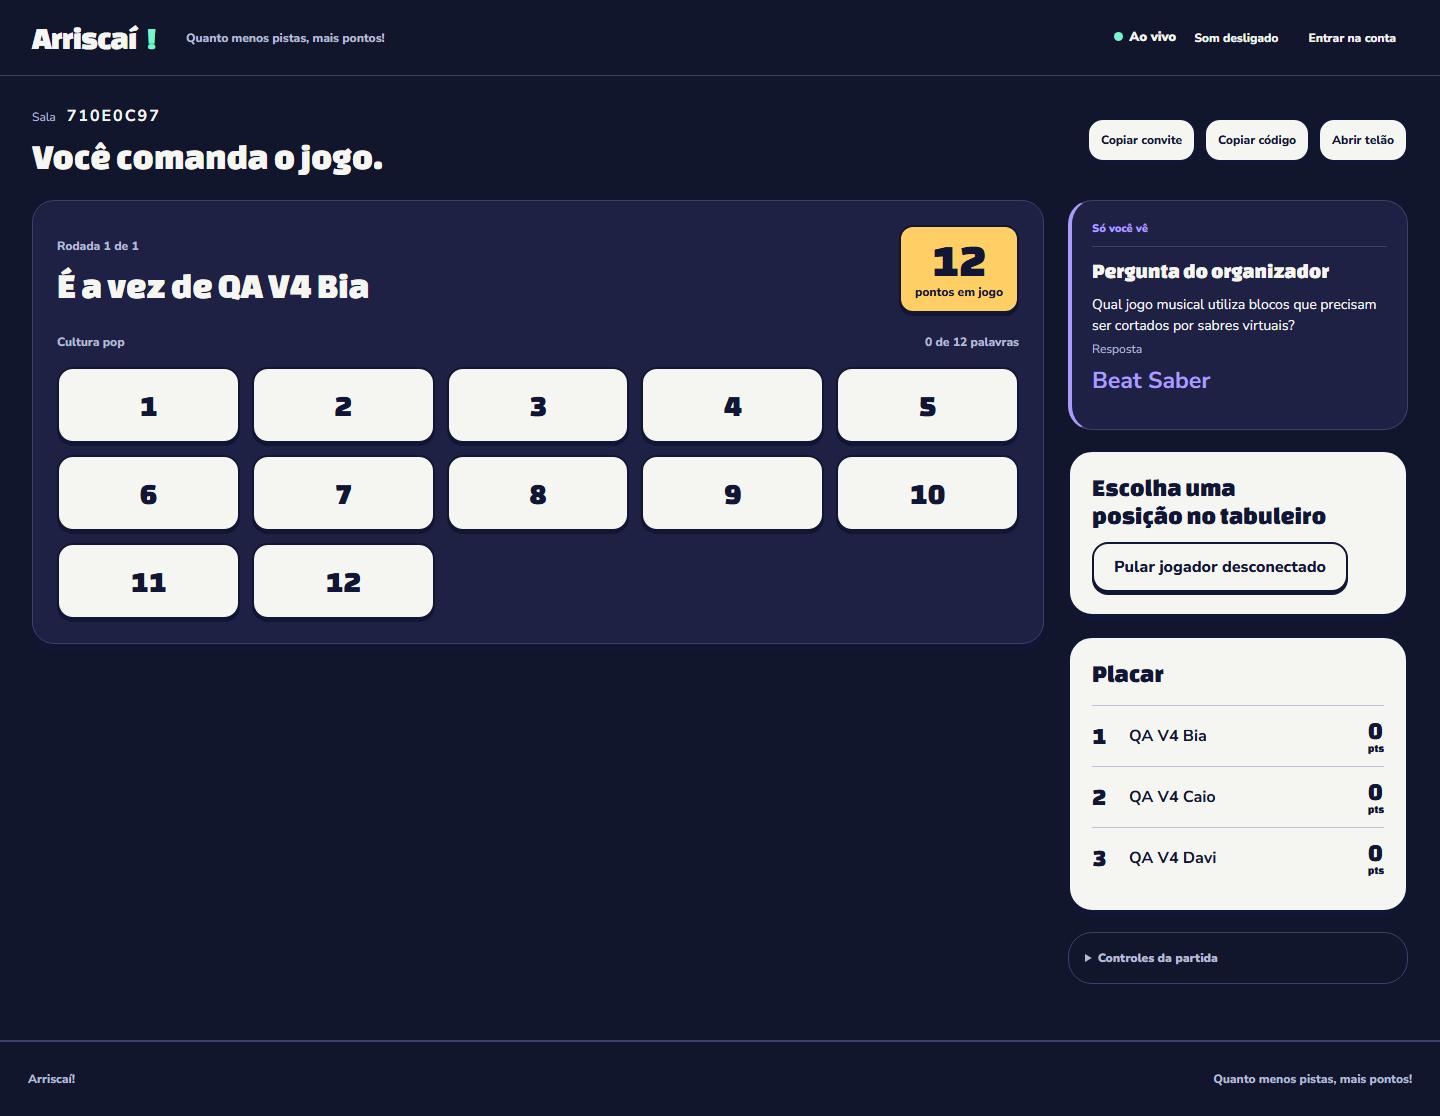 Arriscaí !
Quanto menos pistas, mais pontos!
Ao vivo
Som desligado
Entrar na conta
Sala 710E0C97
Você comanda o jogo.
Copiar convite
Copiar código
Abrir telão
Rodada 1 de 1
É a vez de QA V4 Bia
12
pontos em jogo
Cultura pop
0 de 12 palavras
1
2
3
4
5
6
7
8
9
10
11
12
Só você vê
Pergunta do organizador
Qual jogo musical utiliza blocos que precisam
ser cortados por sabres virtuais?
Resposta
Beat Saber
Escolha uma
posição no tabuleiro
Pular jogador desconectado
Placar
1 QA V4 Bia 0 pts
2 QA V4 Caio 0 pts
3 QA V4 Davi 0 pts
Controles da partida
Arriscaí!
Quanto menos pistas, mais pontos!